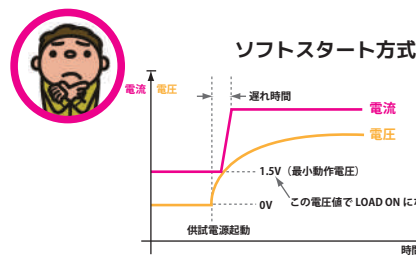 ソフトスタート方式
電流 電圧
遅れ時間
電流
電圧
1.5V（最小動作電圧）
0V
この電圧値で LOAD ON に
供試電源起動
時間